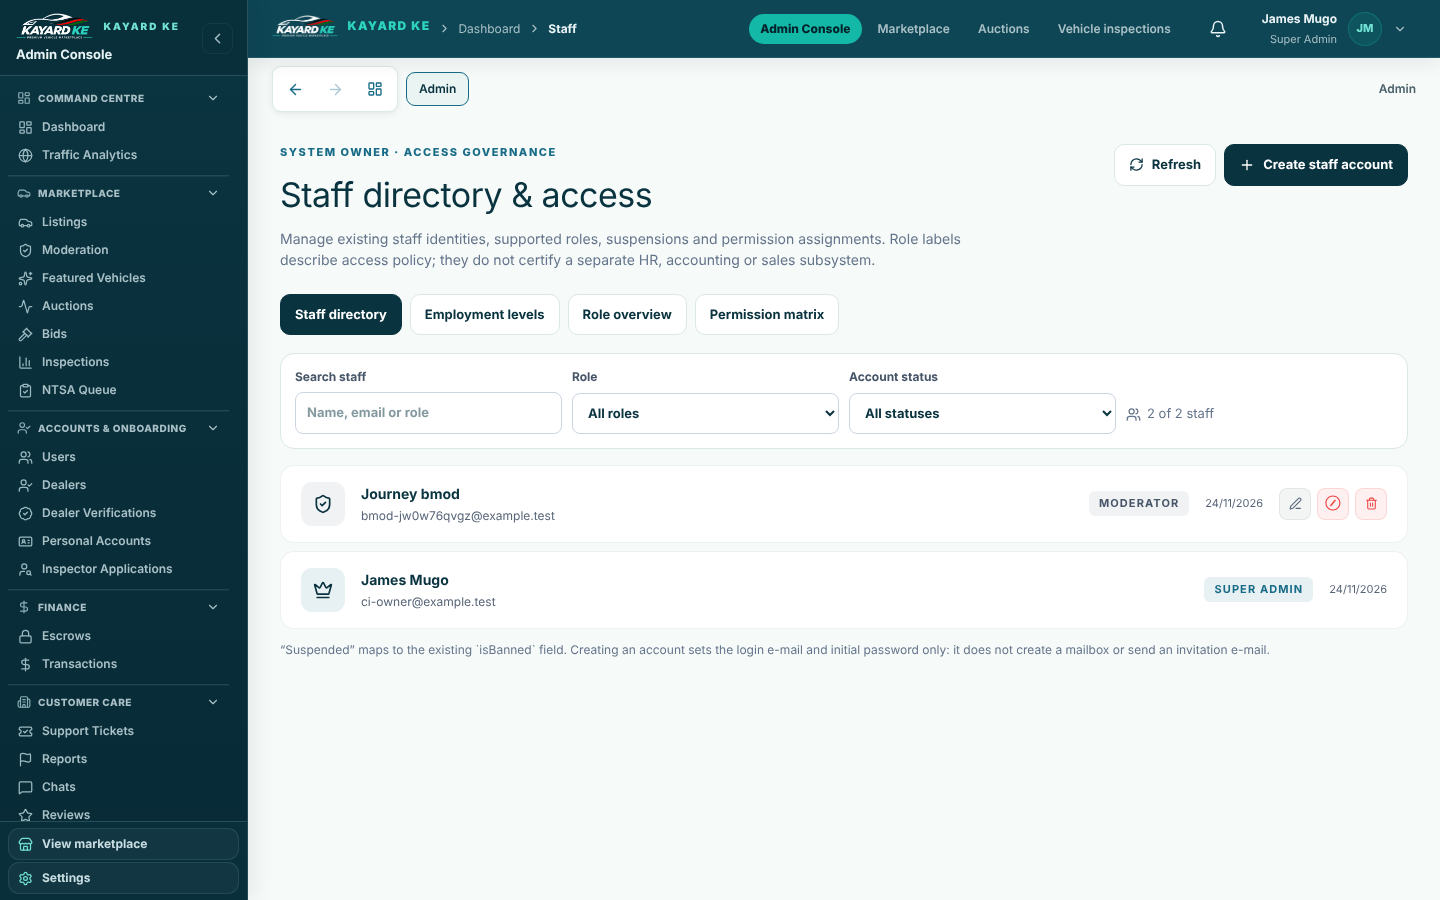 KAYARD KE
PREMIUM VEHICLE MARKETPLACE
KAYARD KE
Admin Console
COMMAND CENTRE
Dashboard
Traffic Analytics
MARKETPLACE
Listings
Moderation
Featured Vehicles
Auctions
Bids
Inspections
NTSA Queue
ACCOUNTS & ONBOARDING
Users
Dealers
Dealer Verifications
Personal Accounts
Inspector Applications
FINANCE
Escrows
Transactions
CUSTOMER CARE
Support Tickets
Reports
Chats
Reviews
View marketplace
Settings
KAYARD KE
KAYARD KE
Dashboard
Staff
Admin Console
Marketplace
Auctions
Vehicle inspections
James Mugo
Super Admin
JM
Admin
Admin
SYSTEM OWNER · ACCESS GOVERNANCE
Staff directory & access
Manage existing staff identities, supported roles, suspensions and permission assignments. Role labels
describe access policy; they do not certify a separate HR, accounting or sales subsystem.
Refresh
Create staff account
Staff directory
Employment levels
Role overview
Permission matrix
Search staff
Name, email or role
Role
All roles
Account status
All statuses
2 of 2 staff
Journey bmod
bmod-jw0w76qvgz@example.test
MODERATOR
24/11/2026
James Mugo
ci-owner@example.test
SUPER ADMIN
24/11/2026
“Suspended” maps to the existing `isBanned` field. Creating an account sets the login e-mail and initial password only: it does not create a mailbox or send an invitation e-mail.